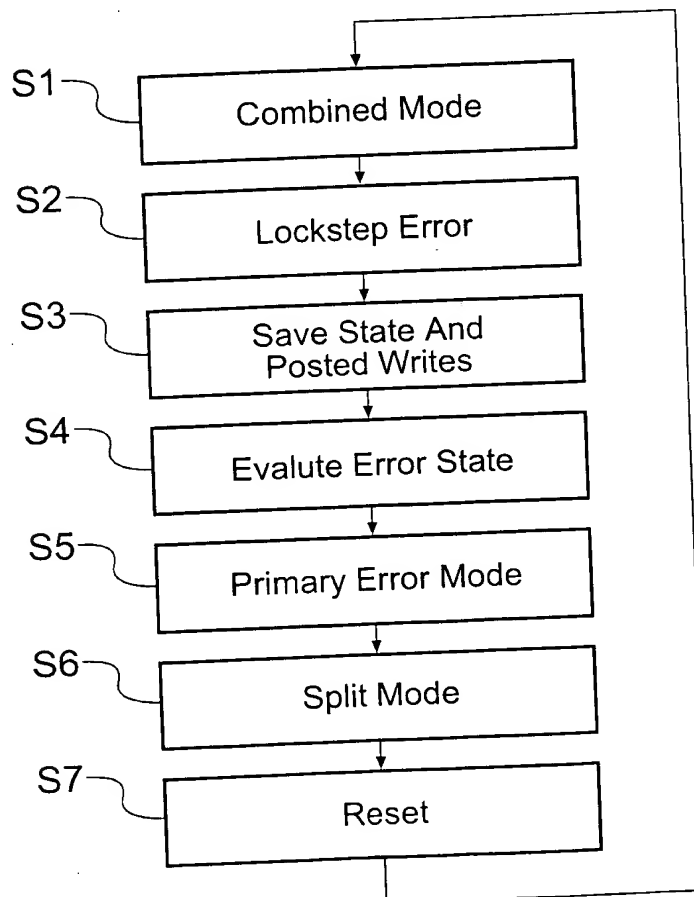 S1
Combined Mode
S2
Lockstep Error
S3
Save State And
Posted Writes
S4
Evalute Error State
S5
Primary Error Mode
S6
Split Mode
S7
Reset